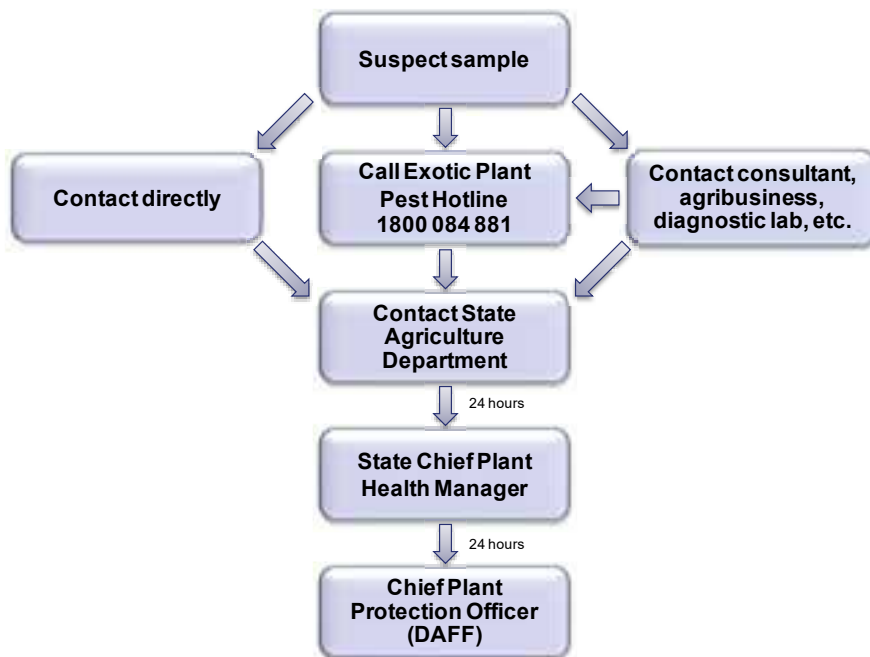 Suspect sample
Contact directly
Call Exotic Plant
Pest Hotline
1800 084 881
Contact consultant,
agribusiness,
diagnostic lab, etc.
Contact State
Agriculture
Department
24 hours
State Chief Plant
Health Manager
24 hours
Chief Plant
Protection Officer
(DAFF)